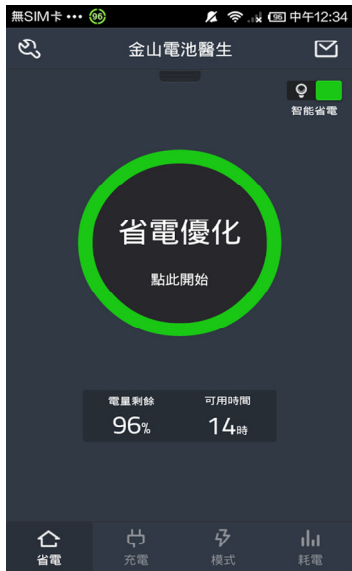 無SIM卡 ••• 96 95 中午12:34
金山電池醫生
智能省電
省電優化
點此開始
電量剩餘 可用時間
96% 14時
省電 充電 模式 耗電